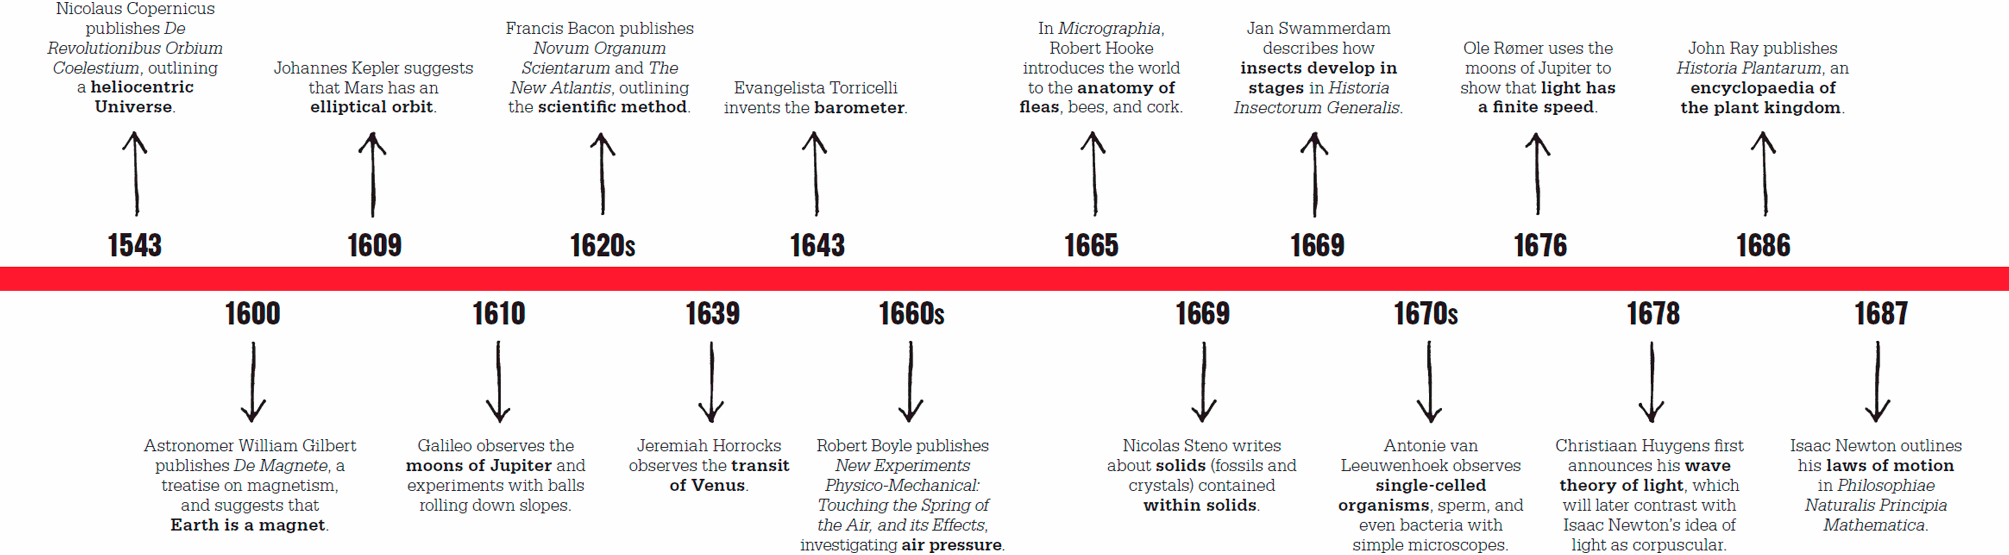 Nicolaus Copernicus
publishes De
Revolutionibus Orbium
Coelestium, outlining
a heliocentric
Universe.
1543
Johannes Kepler suggests
that Mars has an
elliptical orbit.
1609
Francis Bacon publishes
Novum Organum
Scientarum and The
New Atlantis, outlining
the scientific method.
1620s
Evangelista Torricelli
invents the barometer.
1643
In Micrographia,
Robert Hooke
introduces the world
to the anatomy of
fleas, bees, and cork.
1665
Jan Swammerdam
describes how
insects develop in
stages in Historia
Insectorum Generalis.
1669
Ole Rømer uses the
moons of Jupiter to
show that light has
a finite speed.
1676
John Ray publishes
Historia Plantarum, an
encyclopaedia of
the plant kingdom.
1686
1600
Astronomer William Gilbert
publishes De Magnete, a
treatise on magnetism,
and suggests that
Earth is a magnet.
1610
Galileo observes the
moons of Jupiter and
experiments with balls
rolling down slopes.
1639
Jeremiah Horrocks
observes the transit
of Venus.
1660s
Robert Boyle publishes
New Experiments
Physico-Mechanical:
Touching the Spring of
the Air, and its Effects,
investigating air pressure.
1669
Nicolas Steno writes
about solids (fossils and
crystals) contained
within solids.
1670s
Antonie van
Leeuwenhoek observes
single-celled
organisms, sperm, and
even bacteria with
simple microscopes.
1678
Christiaan Huygens first
announces his wave
theory of light, which
will later contrast with
Isaac Newton's idea of
light as corpuscular.
1687
Isaac Newton outlines
his laws of motion
in Philosophiae
Naturalis Principia
Mathematica.